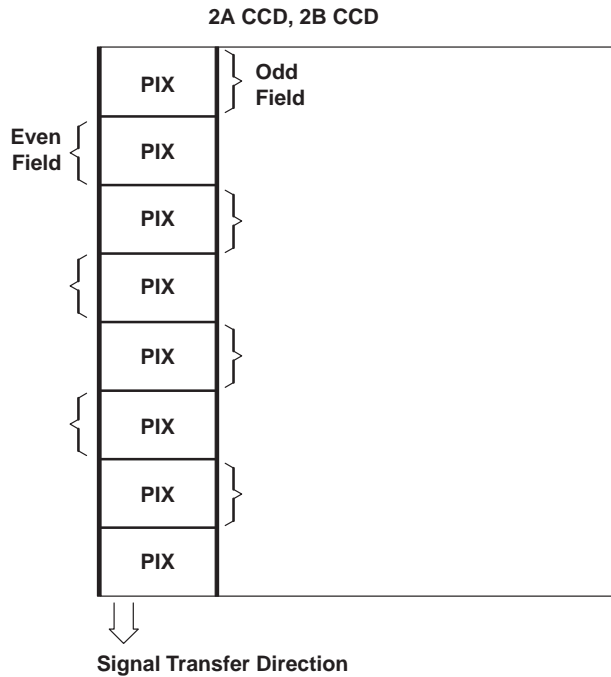 2A CCD, 2B CCD
PIX
Odd
Field
Even
Field
PIX
PIX
PIX
PIX
PIX
PIX
PIX
Signal Transfer Direction